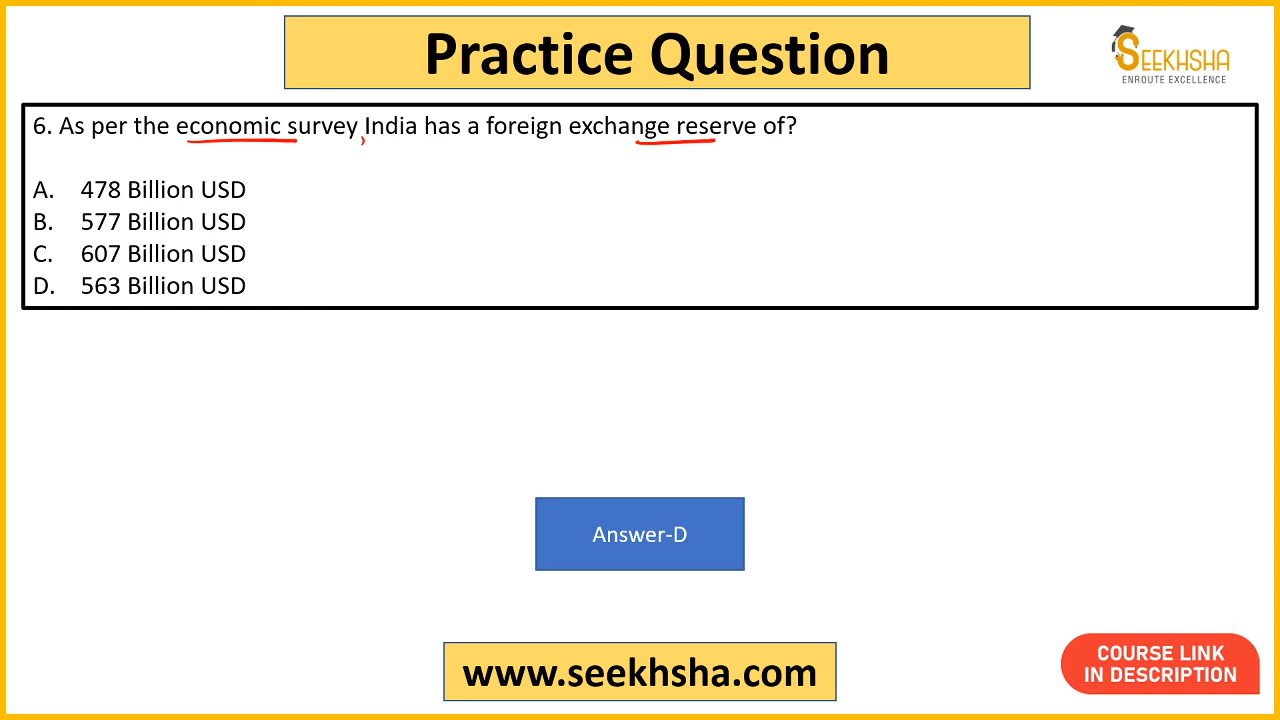 Practice Question
SEEKHSHA
ENROUTE EXCELLENCE
6. As per the economic survey, India has a foreign exchange reserve of?
A. 478 Billion USD
B. 577 Billion USD
C. 607 Billion USD
D. 563 Billion USD
Answer-D
www.seekhsha.com
COURSE LINK
IN DESCRIPTION